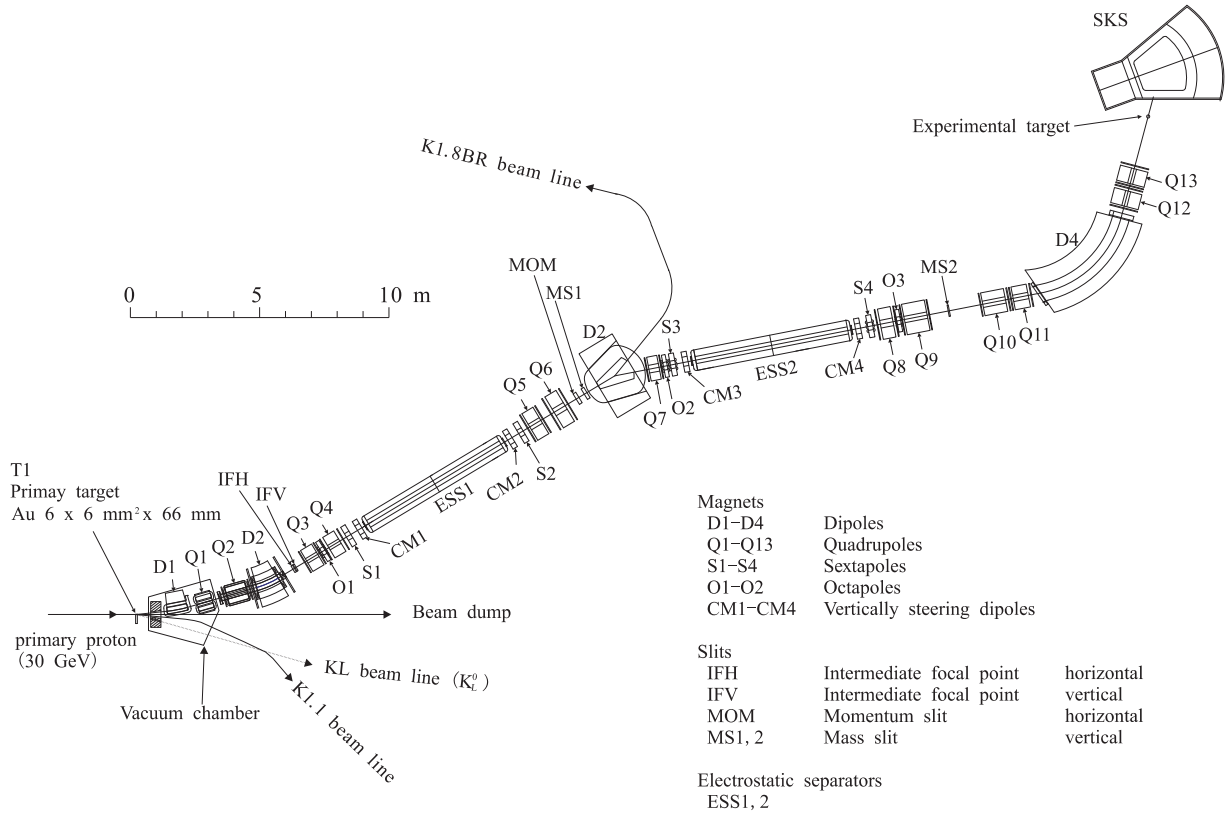 SKS
Experimental target
K1.8BR beam line
Q13
Q12
D4
MOM
MS1
D2
S3
S4
O3
MS2
Q10
Q11
Q8
Q9
CM4
ESS2
CM3
O2
Q7
Q6
Q5
0 5 10 m
S2
CM2
ESS1
CM1
S1
O1
Q4
Q3
IFV
IFH
D2
Q2
Q1
D1
T1
Primay target
Au 6 x 6 mm² x 66 mm
primary proton
(30 GeV)
Beam dump
KL beam line (K⁰L)
K1.1 beam line
Vacuum chamber
Magnets
D1-D4 Dipoles
Q1-Q13 Quadrupoles
S1-S4 Sextapoles
O1-O2 Octapoles
CM1-CM4 Vertically steering dipoles
Slits
IFH Intermediate focal point horizontal
IFV Intermediate focal point vertical
MOM Momentum slit horizontal
MS1, 2 Mass slit vertical
Electrostatic separators
ESS1, 2